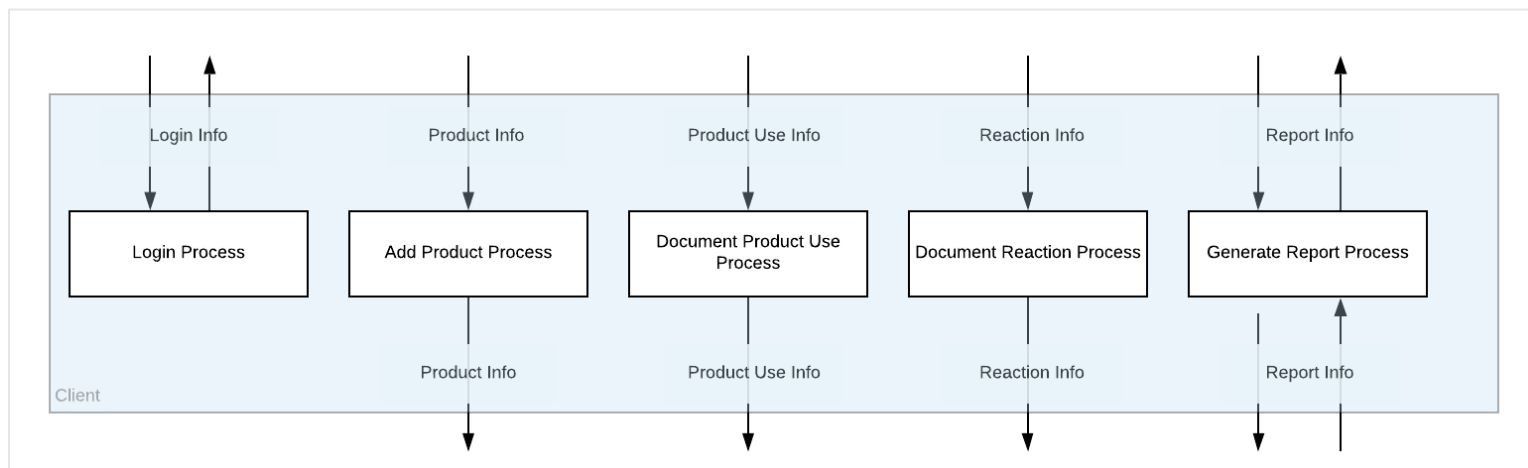 Login Info
Product Info
Product Use Info
Reaction Info
Report Info
Login Process
Add Product Process
Document Product Use
Process
Document Reaction Process
Generate Report Process
Product Info
Product Use Info
Reaction Info
Report Info
Client